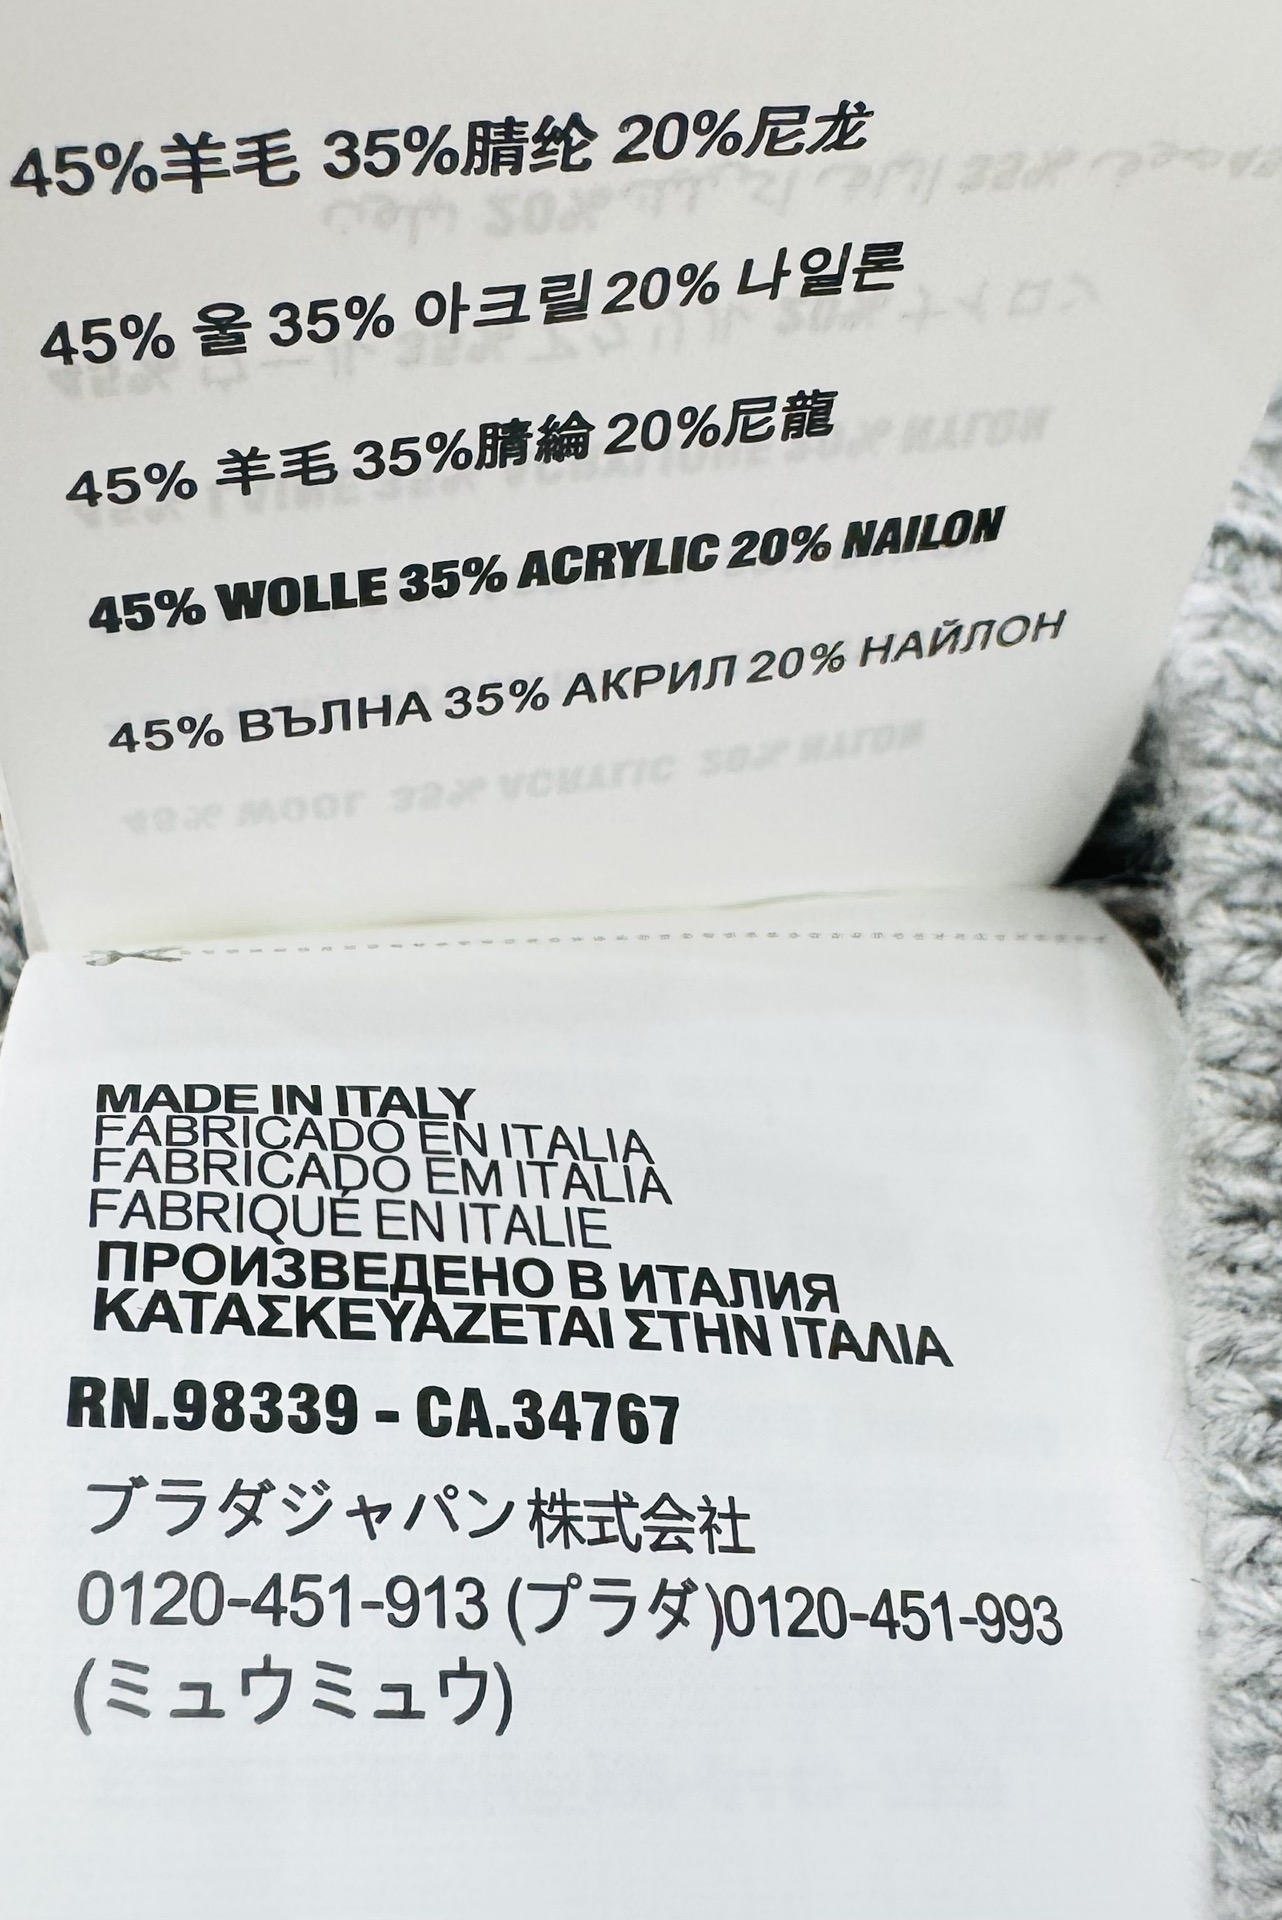 45%羊毛 35%腈纶 20%尼龙
45% 울 35% 아크릴 20% 나일론
45% 羊毛 35%腈綸 20%尼龍
45% WOLLE 35% ACRYLIC 20% NAILON
45% ВЪЛНА 35% АКРИЛ 20% НАЙЛОН
MADE IN ITALY
FABRICADO EN ITALIA
FABRICADO EM ITALIA
FABRIQUÉ EN ITALIE
ПРОИЗВЕДЕНО В ИТАЛИЯ
ΚΑΤΑΣΚΕΥΑΖΕΤΑΙ ΣΤΗΝ ΙΤΑΛΙΑ
RN.98339 - CA.34767
プラダジャパン株式会社
0120-451-913 (プラダ)0120-451-993
(ミュウミュウ)